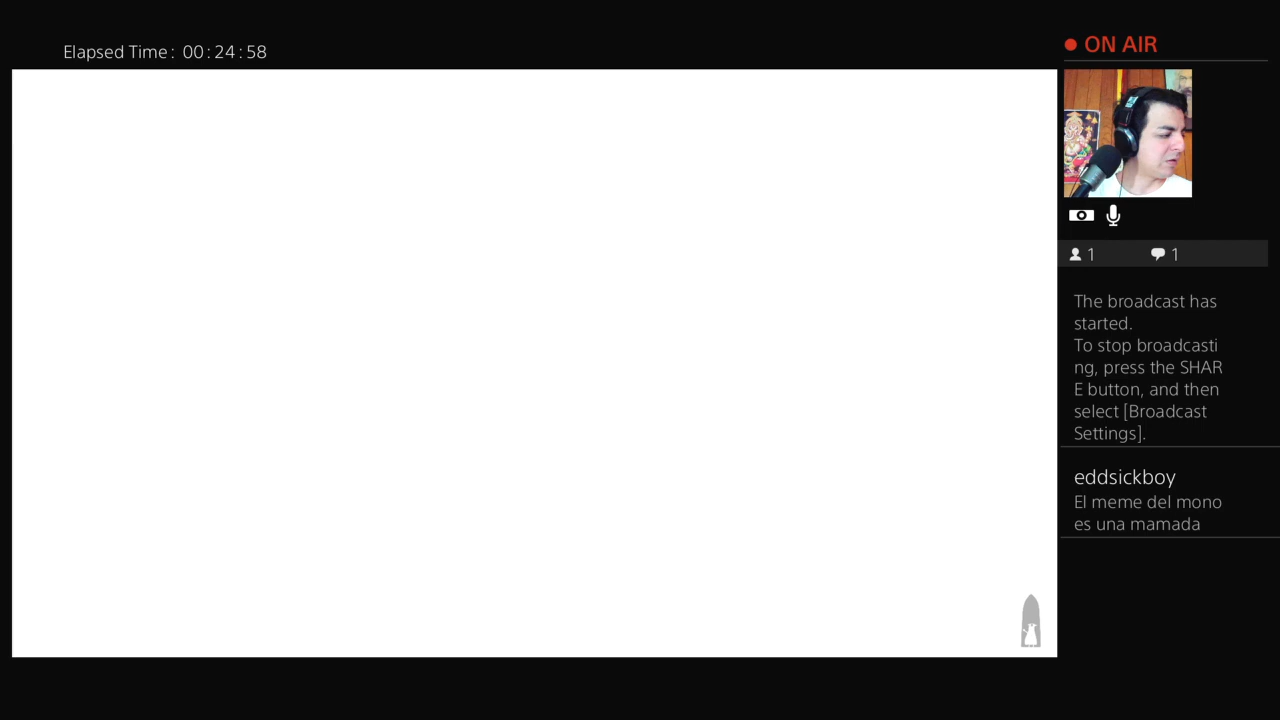 Elapsed Time: 00:24:58
ON AIR
1
1
The broadcast has
started.
To stop broadcasti
ng, press the SHAR
E button, and then
select [Broadcast
Settings].
eddsickboy
El meme del mono
es una mamada